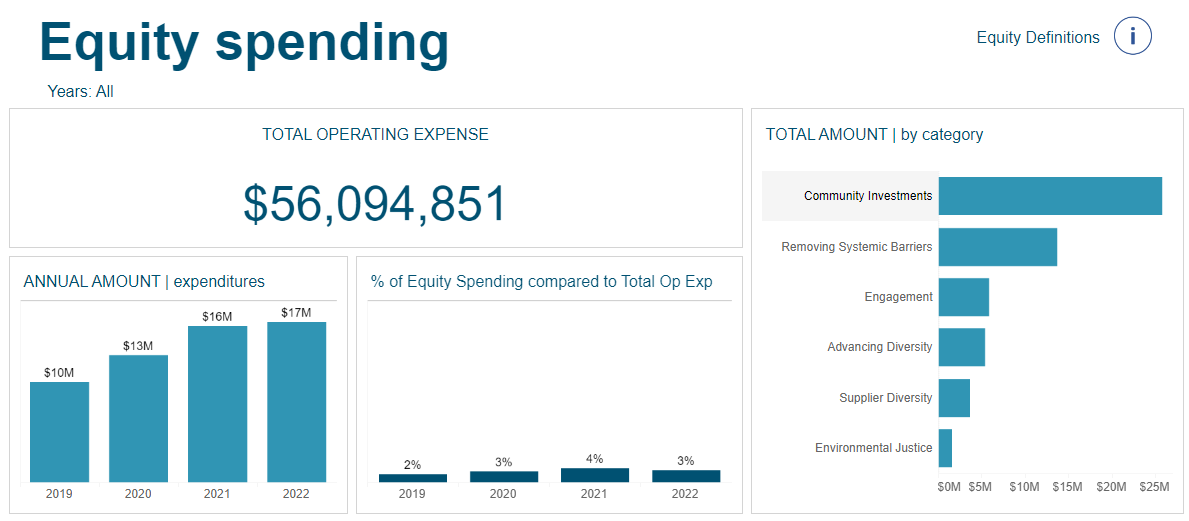 Equity spending
Equity Definitions
i
Years: All
TOTAL OPERATING EXPENSE
$56,094,851
ANNUAL AMOUNT | expenditures
$10M
$13M
$16M
$17M
2019 2020 2021 2022
% of Equity Spending compared to Total Op Exp
2% 3% 4% 3%
2019 2020 2021 2022
TOTAL AMOUNT | by category
Community Investments
Removing Systemic Barriers
Engagement
Advancing Diversity
Supplier Diversity
Environmental Justice
$0M $5M $10M $15M $20M $25M